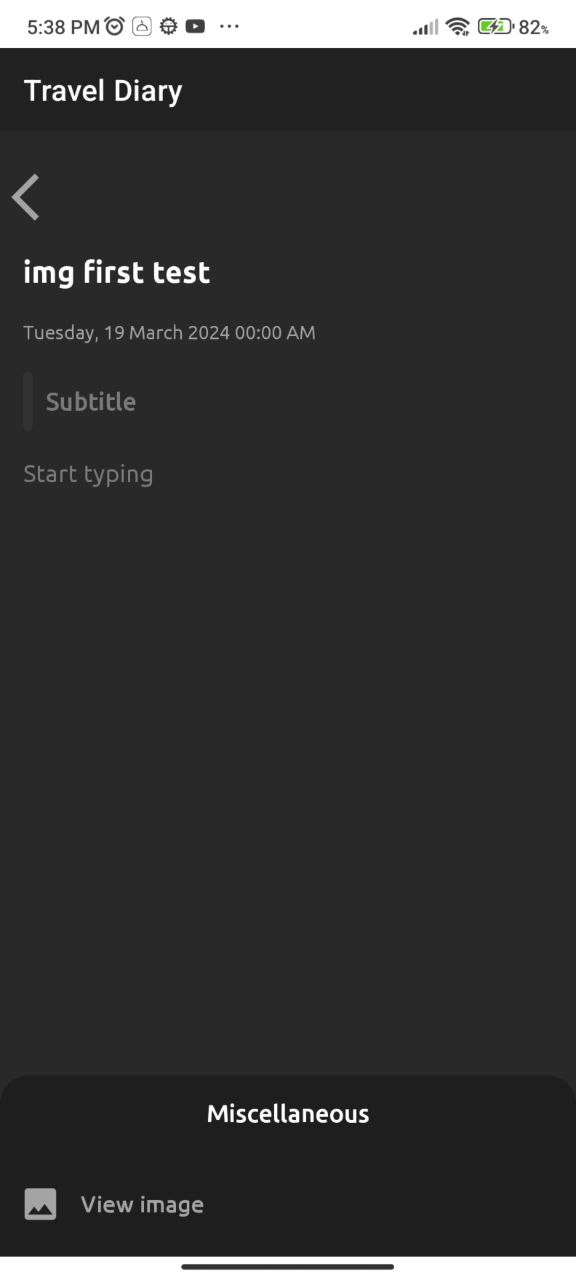 5:38 PM
82%
Travel Diary
img first test
Tuesday, 19 March 2024 00:00 AM
Subtitle
Start typing
Miscellaneous
View image